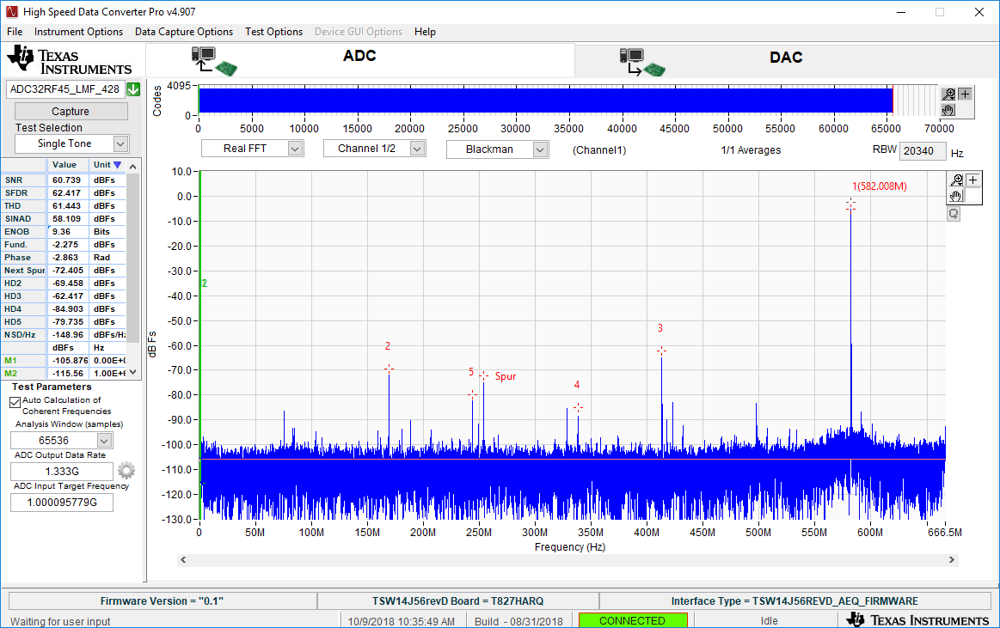 High Speed Data Converter Pro v4.907
File Instrument Options Data Capture Options Test Options Device GUI Options Help
TEXAS INSTRUMENTS
ADC
DAC
ADC32RF45_LMF_428
Capture
Test Selection
Single Tone
Codes
4095
0
0 5000 10000 15000 20000 25000 30000 35000 40000 45000 50000 55000 60000 65000 70000
Real FFT Channel 1/2 Blackman (Channel1) 1/1 Averages RBW 20340 Hz
Value Unit
SNR 60.739 dBFs
SFDR 62.417 dBFs
THD 61.443 dBFs
SINAD 58.109 dBFs
ENOB 9.36 Bits
Fund. -2.275 dBFs
Phase -2.863 Rad
Next Spur -72.405 dBFs
HD2 -69.458 dBFs
HD3 -62.417 dBFs
HD4 -84.903 dBFs
HD5 -79.735 dBFs
NSD/Hz -148.96 dBFs/Hz
dBFs Hz
M1 -105.876 0.00E+0
M2 -115.56 1.00E+6
Test Parameters
Auto Calculation of
Coherent Frequencies
Analysis Window (samples)
65536
ADC Output Data Rate
1.333G
ADC Input Target Frequency
1.000095779G
dBFs
10.0
0.0
-10.0
-20.0
-30.0
-40.0
-50.0
-60.0
-70.0
-80.0
-90.0
-100.0
-110.0
-120.0
-130.0
1(582.008M)
2
3
2
5
Spur
4
0 50M 100M 150M 200M 250M 300M 350M 400M 450M 500M 550M 600M 666.5M
Frequency (Hz)
Firmware Version = "0.1" TSW14J56revD Board = T827HARQ Interface Type = TSW14J56REVD_AEQ_FIRMWARE
Waiting for user input 10/9/2018 10:35:49 AM Build - 08/31/2018 CONNECTED Idle TEXAS INSTRUMENTS